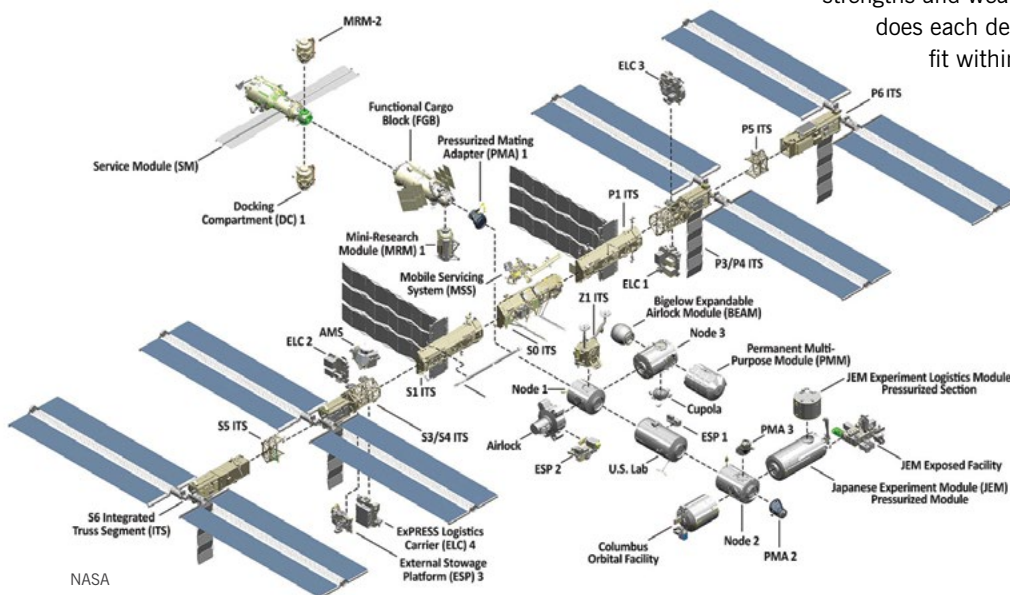 strengths and wea
does each de
fit within
MRM-2
ELC 3
P6 ITS
P5 ITS
Functional Cargo
Block (FGB)
Pressurized Mating
Adapter (PMA) 1
Service Module (SM)
P1 ITS
Docking
Compartment (DC) 1
Mini-Research
Module (MRM) 1
Mobile Servicing
System (MSS)
ELC 1
P3/P4 ITS
Z1 ITS
Bigelow Expandable
Airlock Module (BEAM)
AMS
ELC 2
S0 ITS
Node 3
Permanent Multi-
Purpose Module (PMM)
S1 ITS
Node 1
JEM Experiment Logistics Module
Pressurized Section
Cupola
S5 ITS
S3/S4 ITS
Airlock
ESP 1
PMA 3
ESP 2
U.S. Lab
JEM Exposed Facility
Japanese Experiment Module (JEM)
Pressurized Module
S6 Integrated
Truss Segment (ITS)
ExPRESS Logistics
Carrier (ELC) 4
Node 2
PMA 2
Columbus
Orbital Facility
External Stowage
Platform (ESP) 3
NASA